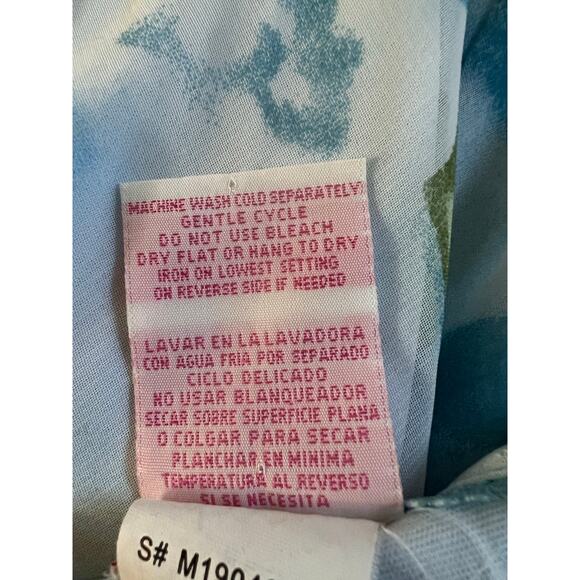 MACHINE WASH COLD SEPARATELY
GENTLE CYCLE
DO NOT USE BLEACH
DRY FLAT OR HANG TO DRY
IRON ON LOWEST SETTING
ON REVERSE SIDE IF NEEDED
LAVAR EN LA LAVADORA
CON AGUA FRIA POR SEPARADO
CICLO DELICADO
NO USAR BLANQUEADOR
SECAR SOBRE SUPERFICIE PLANA
O COLGAR PARA SECAR
PLANCHAR EN MINIMA
TEMPERATURA AL REVERSO
SI SE NECESITA
S#